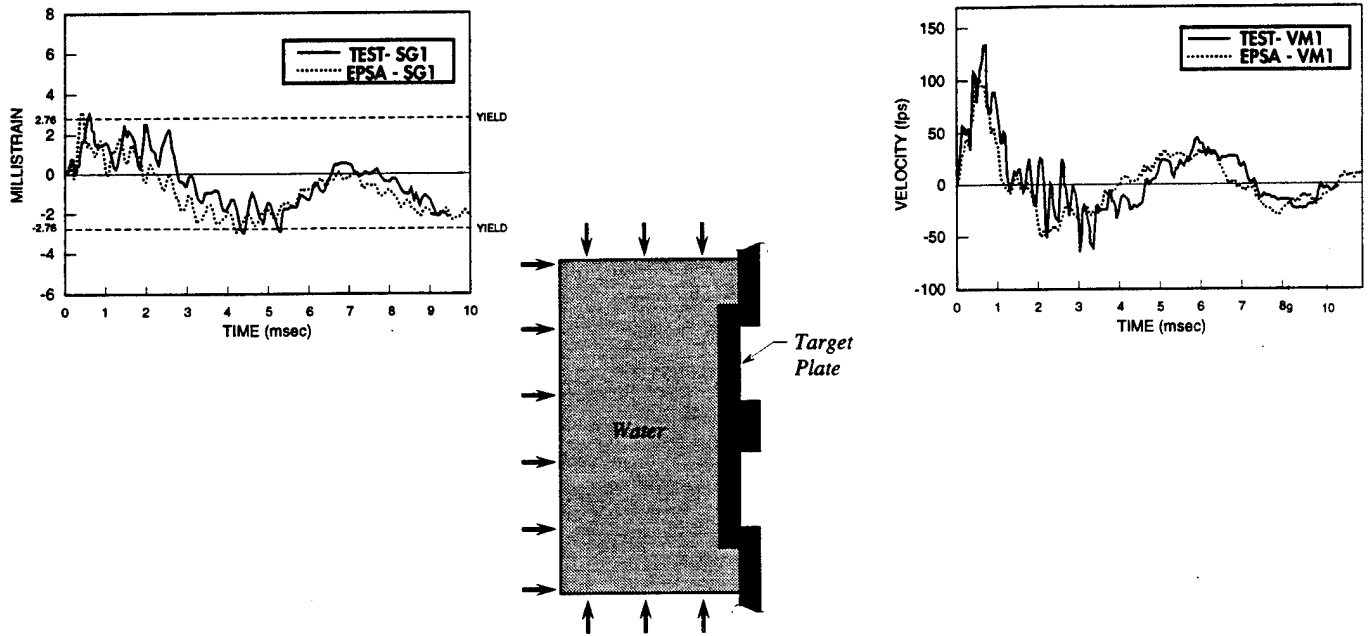 8
6
4
2.76
2
0
-2
-2.76
-4
-6
MILLISTRAIN
TEST- SG1
EPSA - SG1
YIELD
YIELD
0 1 2 3 4 5 6 7 8 9 10
TIME (msec)
Water
Target
Plate
150
100
50
0
-50
-100
VELOCITY (fps)
TEST- VM1
EPSA - VM1
0 1 2 3 4 5 6 7 8 9 10
TIME (msec)